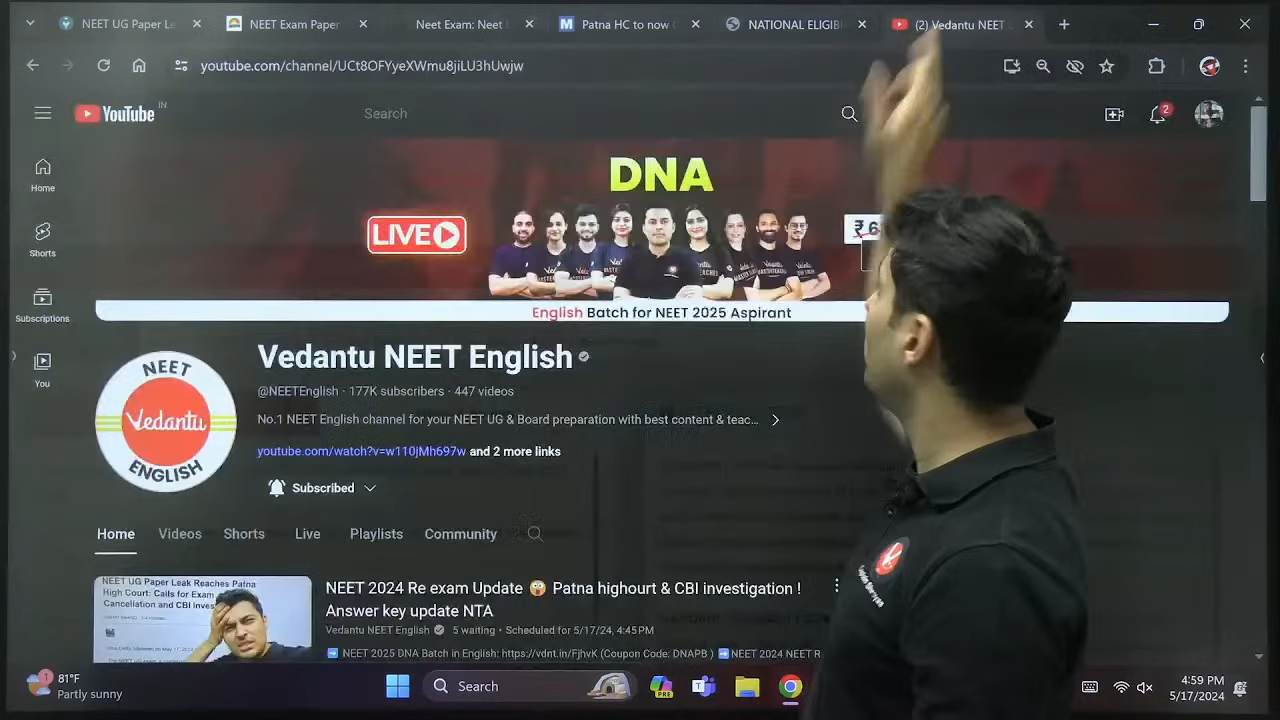 NEET UG Paper Le
NEET Exam Paper
Neet Exam: Neet
Patna HC to now
NATIONAL ELIGIB
(2) Vedantu NEET
youtube.com/channel/UCt8OFYyeXWmu8jiLU3hUwjw
YouTube IN
Search
2
Home
Shorts
Subscriptions
You
DNA
LIVE
₹ 6
English Batch for NEET 2025 Aspirant
NEET
Vedantu
ENGLISH
Vedantu NEET English
@NEETEnglish · 177K subscribers · 447 videos
No.1 NEET English channel for your NEET UG & Board preparation with best content & teac...
youtube.com/watch?v=w110jMh697w and 2 more links
Subscribed
Home Videos Shorts Live Playlists Community
NEET UG Paper Leak Reaches Patna
High Court: Calls for Exam
Cancellation and CBI inves
NEET 2024 Re exam Update 😱 Patna highourt & CBI investigation !
Answer key update NTA
Vedantu NEET English 5 waiting · Scheduled for 5/17/24, 4:45 PM
➡️ NEET 2025 DNA Batch in English: https://vdnt.in/FjhvK (Coupon Code: DNAPB ) ➡️ NEET 2024 NEET R
1
81°F
Partly sunny
Search
PRE
4:59 PM
5/17/2024